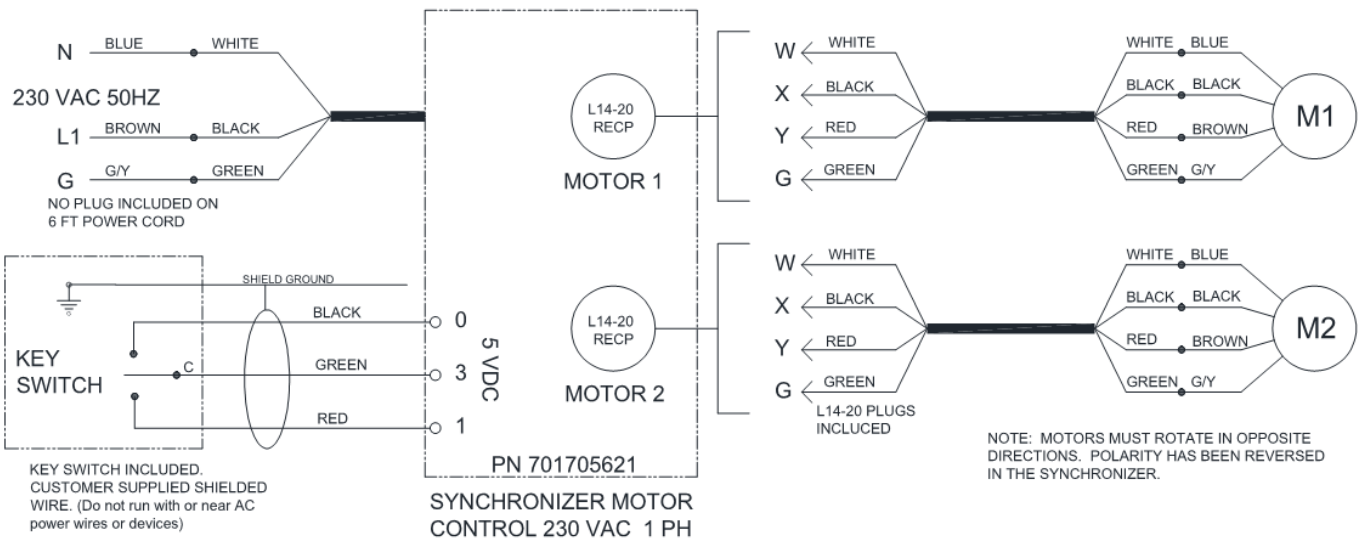 N BLUE WHITE
230 VAC 50HZ
L1 BROWN BLACK
G G/Y GREEN
NO PLUG INCLUDED ON
6 FT POWER CORD
SHIELD GROUND
BLACK
KEY
SWITCH
C
GREEN
RED
0
3
1
5 VDC
KEY SWITCH INCLUDED.
CUSTOMER SUPPLIED SHIELDED
WIRE. (Do not run with or near AC
power wires or devices)
L14-20
RECP
MOTOR 1
L14-20
RECP
MOTOR 2
PN 701705621
SYNCHRONIZER MOTOR
CONTROL 230 VAC 1 PH
W WHITE WHITE BLUE
X BLACK BLACK BLACK
Y RED RED BROWN
G GREEN GREEN G/Y
M1
W WHITE WHITE BLUE
X BLACK BLACK BLACK
Y RED RED BROWN
G GREEN GREEN G/Y
M2
L14-20 PLUGS
INCLUCED
NOTE: MOTORS MUST ROTATE IN OPPOSITE
DIRECTIONS. POLARITY HAS BEEN REVERSED
IN THE SYNCHRONIZER.